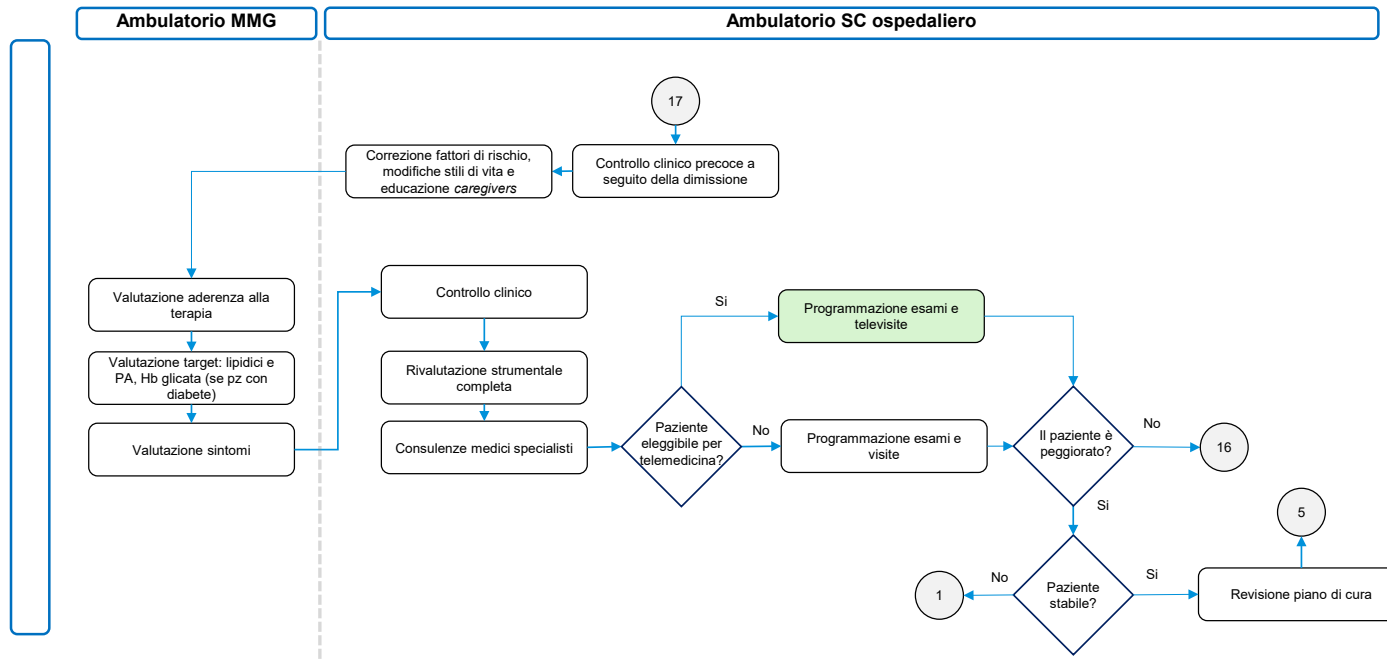 Ambulatorio MMG
Ambulatorio SC ospedaliero
17
Correzione fattori di rischio,
modifiche stili di vita e
educazione caregivers
Controllo clinico precoce a
seguito della dimissione
Valutazione aderenza alla
terapia
Valutazione target: lipidici e
PA, Hb glicata (se pz con
diabete)
Valutazione sintomi
Controllo clinico
Rivalutazione strumentale
completa
Consulenze medici specialisti
Paziente
eleggibile per
telemedicina?
Si
Programmazione esami e
televisite
No
Programmazione esami e
visite
Il paziente è
peggiorato?
No
16
Si
Paziente
stabile?
No
1
Si
Revisione piano di cura
5